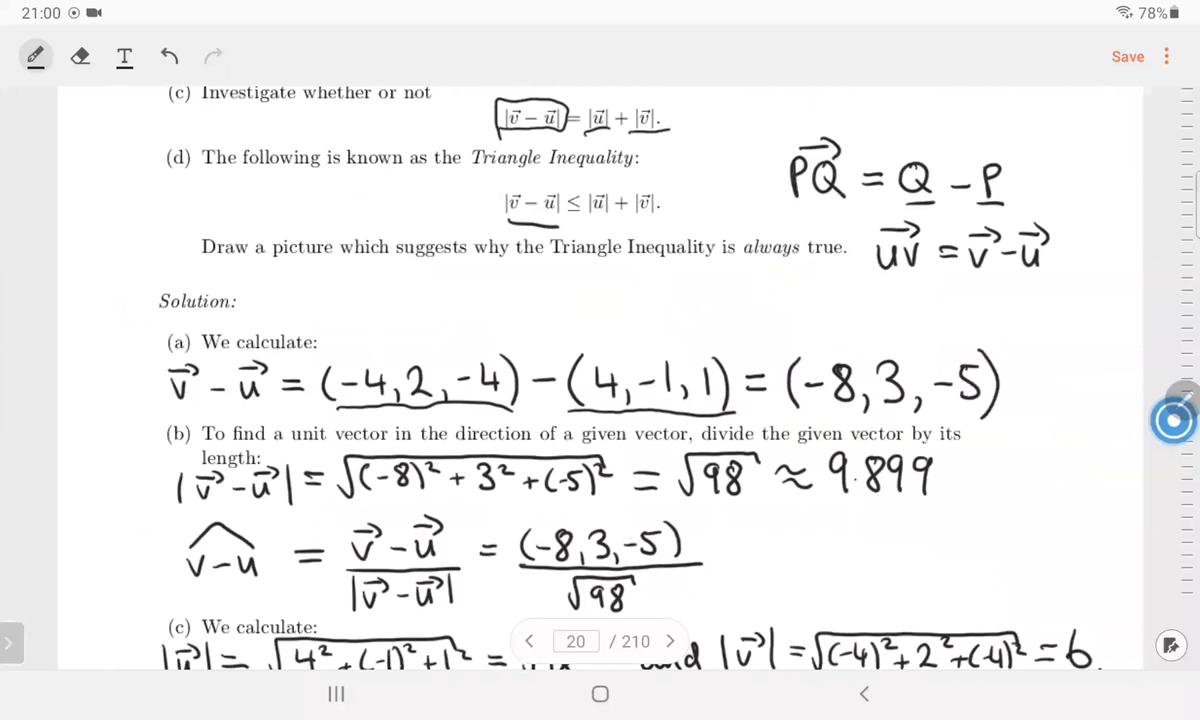 21:00 78%
T Save
(c) Investigate whether or not
|v⃗ − u⃗| = |u⃗| + |v⃗|.
(d) The following is known as the Triangle Inequality:
|v⃗ − u⃗| ≤ |u⃗| + |v⃗|.
Draw a picture which suggests why the Triangle Inequality is always true.
PQ⃗ = Q − P
uv⃗ = v⃗ − u⃗
Solution:
(a) We calculate:
v⃗ − u⃗ = (−4, 2, −4) − (4, −1, 1) = (−8, 3, −5)
(b) To find a unit vector in the direction of a given vector, divide the given vector by its
length:
|v⃗ − u⃗| = √(−8)² + 3² + (−5)² = √98 ≈ 9.899
v − u = v⃗ − u⃗ / |v⃗ − u⃗| = (−8, 3, −5) / √98
(c) We calculate:
|u⃗| = √4² + (−1)² + 1² = and |v⃗| = √(−4)² + 2² + (−4)² = 6.
20 / 210